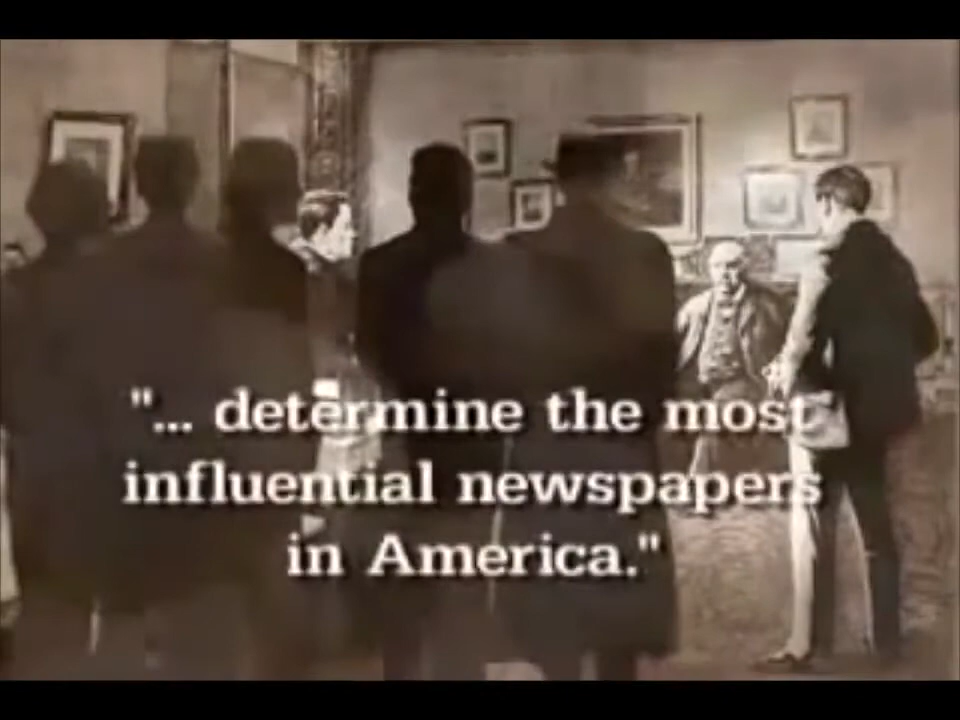 "... determine the most
influential newspapers
in America."